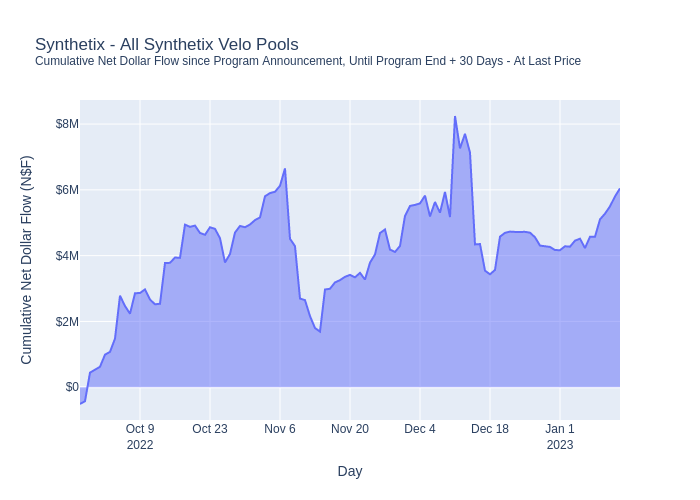 Synthetix - All Synthetix Velo Pools
Cumulative Net Dollar Flow since Program Announcement, Until Program End + 30 Days - At Last Price
Cumulative Net Dollar Flow (N$F)
$8M
$6M
$4M
$2M
$0
Oct 9
2022
Oct 23
Nov 6
Nov 20
Dec 4
Dec 18
Jan 1
2023
Day